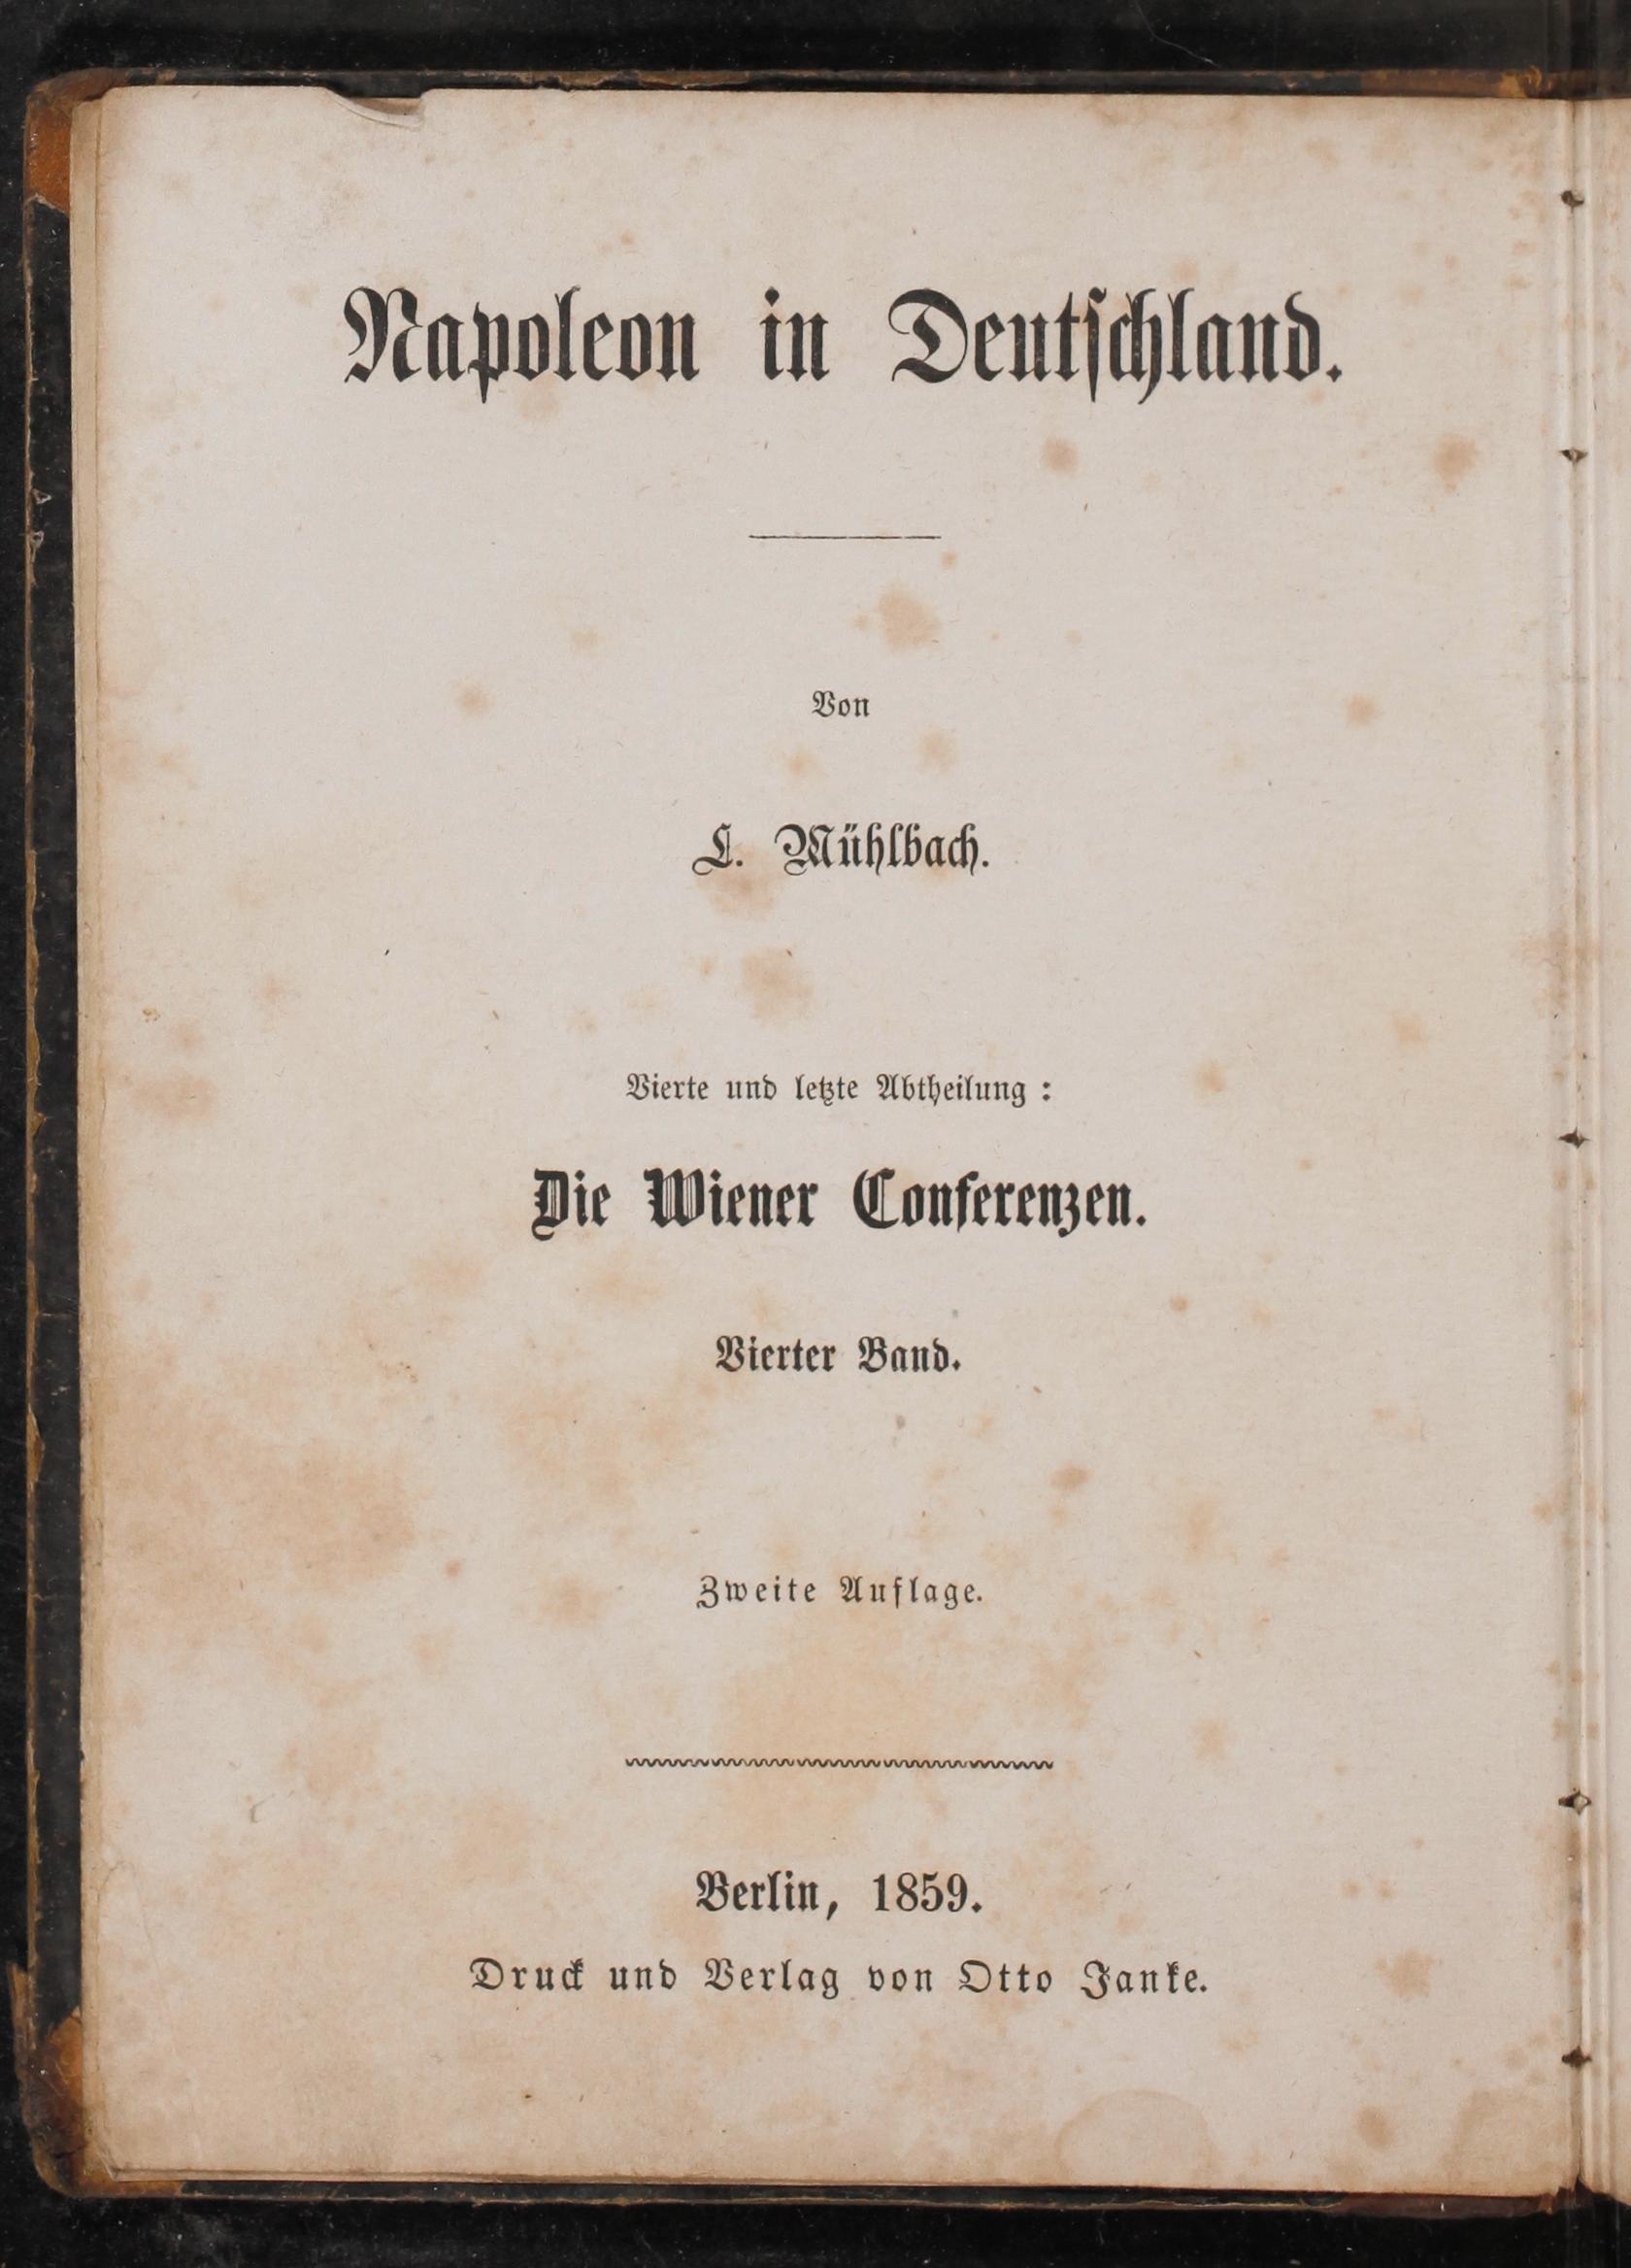 Napoleon in Deutschland.
Von
L. Mühlbach.
Vierte und letzte Abtheilung:
Die Wiener Conferenzen.
Vierter Band.
Zweite Auflage.
Berlin, 1859.
Druck und Verlag von Otto Janke.